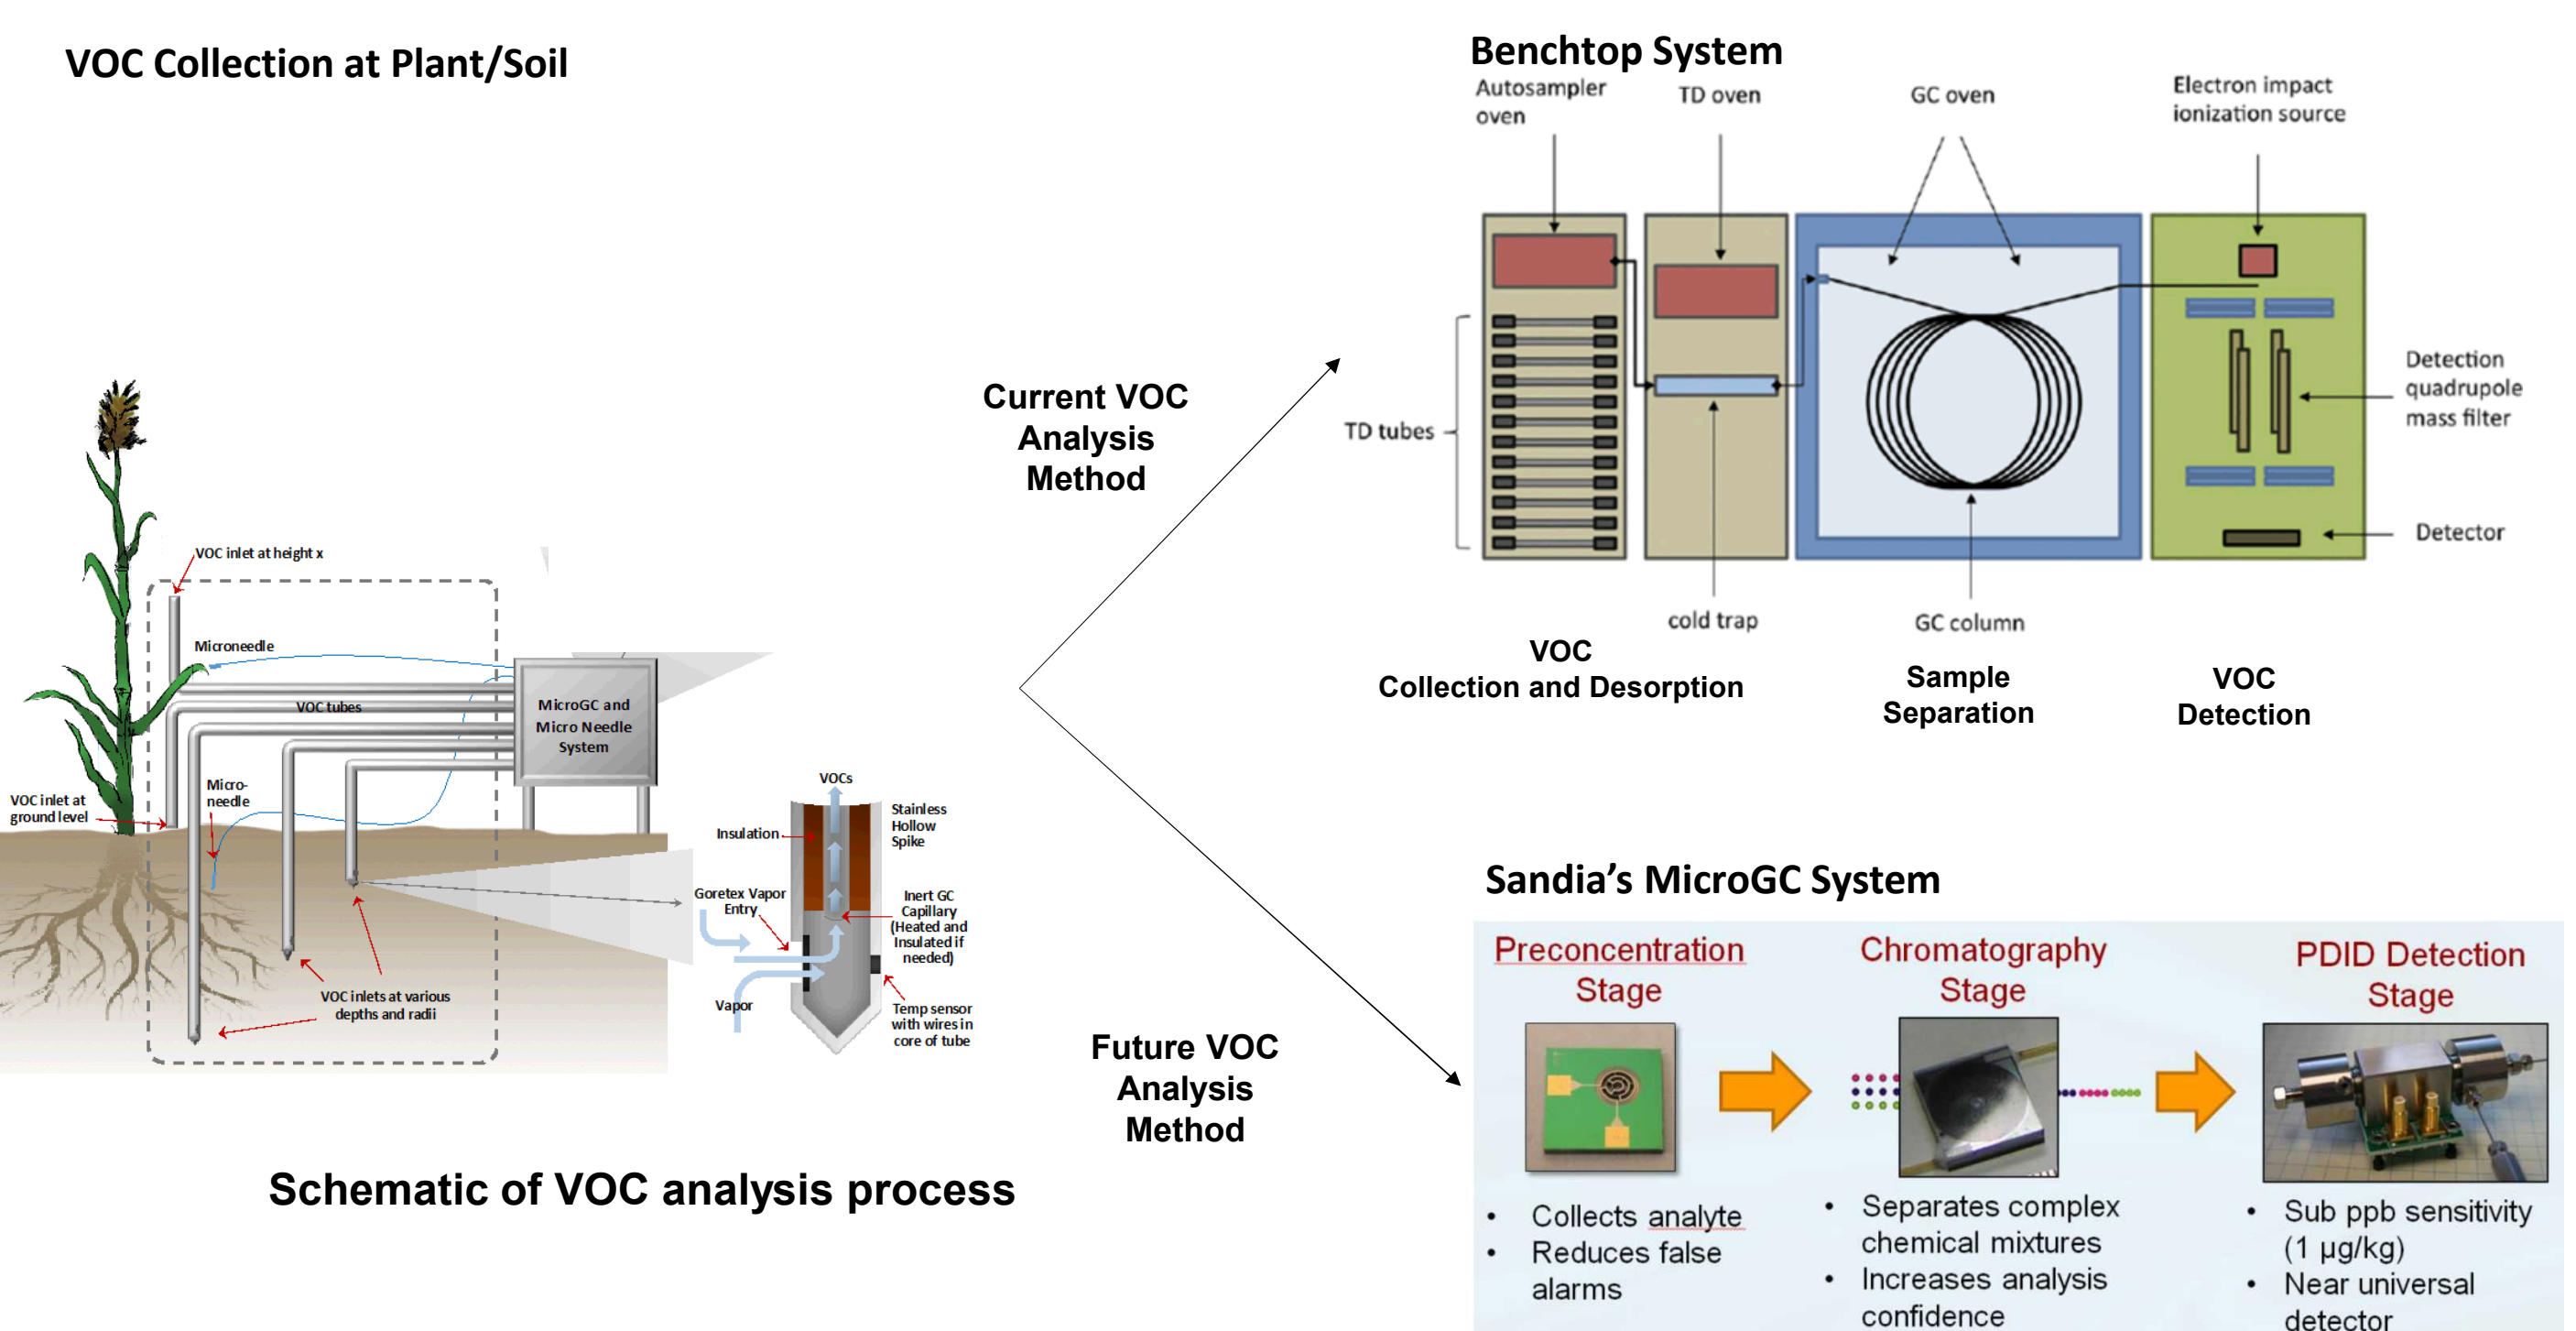 VOC Collection at Plant/Soil
VOC inlet at height x
Microneedle
VOC tubes
MicroGC and
Micro Needle
System
Micro-
needle
VOC inlet at
ground level
VOC inlets at various
depths and radii
VOCs
Insulation
Stainless
Hollow
Spike
Goretex Vapor
Entry
Inert GC
Capillary
(Heated and
Insulated if
needed)
Vapor
Temp sensor
with wires in
core of tube
Schematic of VOC analysis process
Current VOC
Analysis
Method
Future VOC
Analysis
Method
Benchtop System
Autosampler
oven
TD oven
GC oven
Electron impact
ionization source
TD tubes
Detection
quadrupole
mass filter
Detector
cold trap
GC column
VOC
Collection and Desorption
Sample
Separation
VOC
Detection
Sandia’s MicroGC System
Preconcentration
Stage
• Collects analyte
• Reduces false
alarms
Chromatography
Stage
• Separates complex
chemical mixtures
• Increases analysis
confidence
PDID Detection
Stage
• Sub ppb sensitivity
(1 µg/kg)
• Near universal
detector